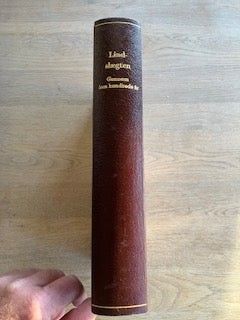 Lind-
slægten
Gennem
fem hundrede år